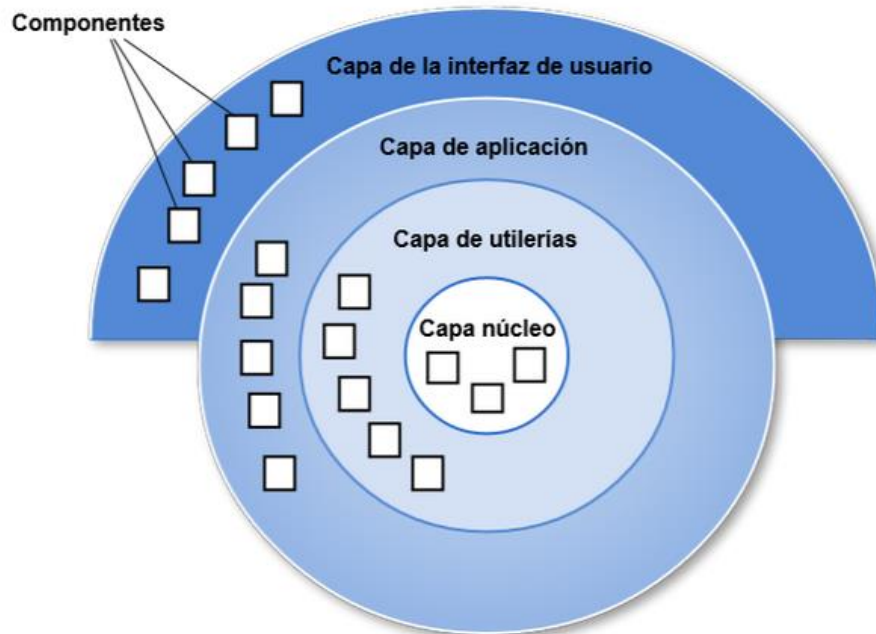 Componentes
Capa de la interfaz de usuario
Capa de aplicación
Capa de utilerías
Capa núcleo